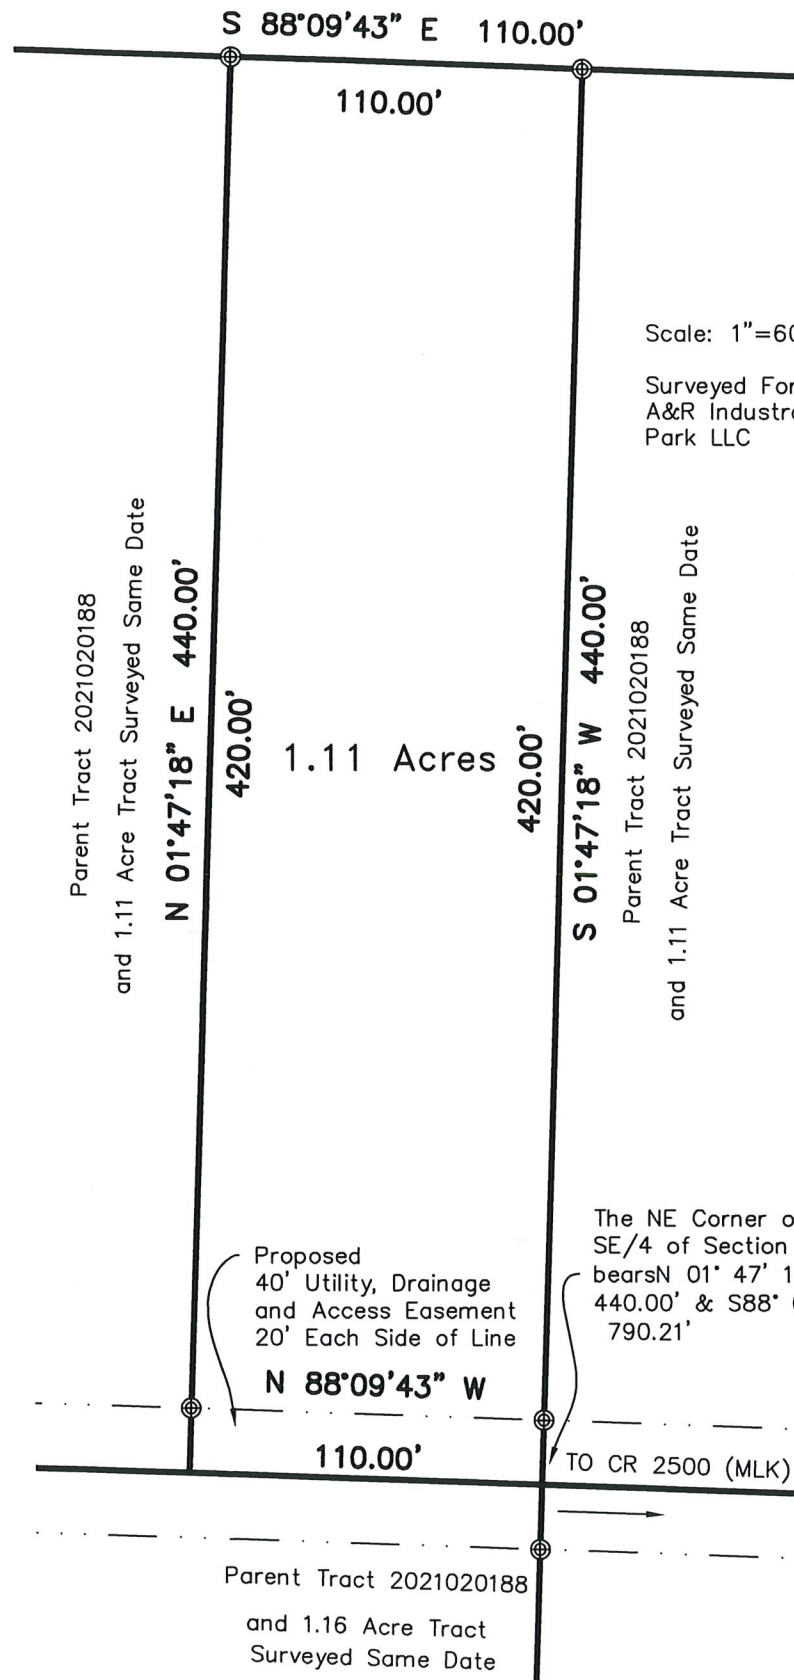 S 88°09'43" E 110.00'
110.00'
Scale: 1"=60
Surveyed For
A&R Industr
Park LLC
Parent Tract 2021020188
and 1.11 Acre Tract Surveyed Same Date
N 01°47'18" E 440.00'
420.00'
1.11 Acres
420.00'
S 01°47'18" W 440.00'
Parent Tract 2021020188
and 1.11 Acre Tract Surveyed Same Date
The NE Corner o
SE/4 of Section
bearsN 01° 47' 1
440.00' & S88°
790.21'
Proposed
40' Utility, Drainage
and Access Easement
20' Each Side of Line
N 88°09'43" W
110.00'
TO CR 2500 (MLK)
Parent Tract 2021020188
and 1.16 Acre Tract
Surveyed Same Date